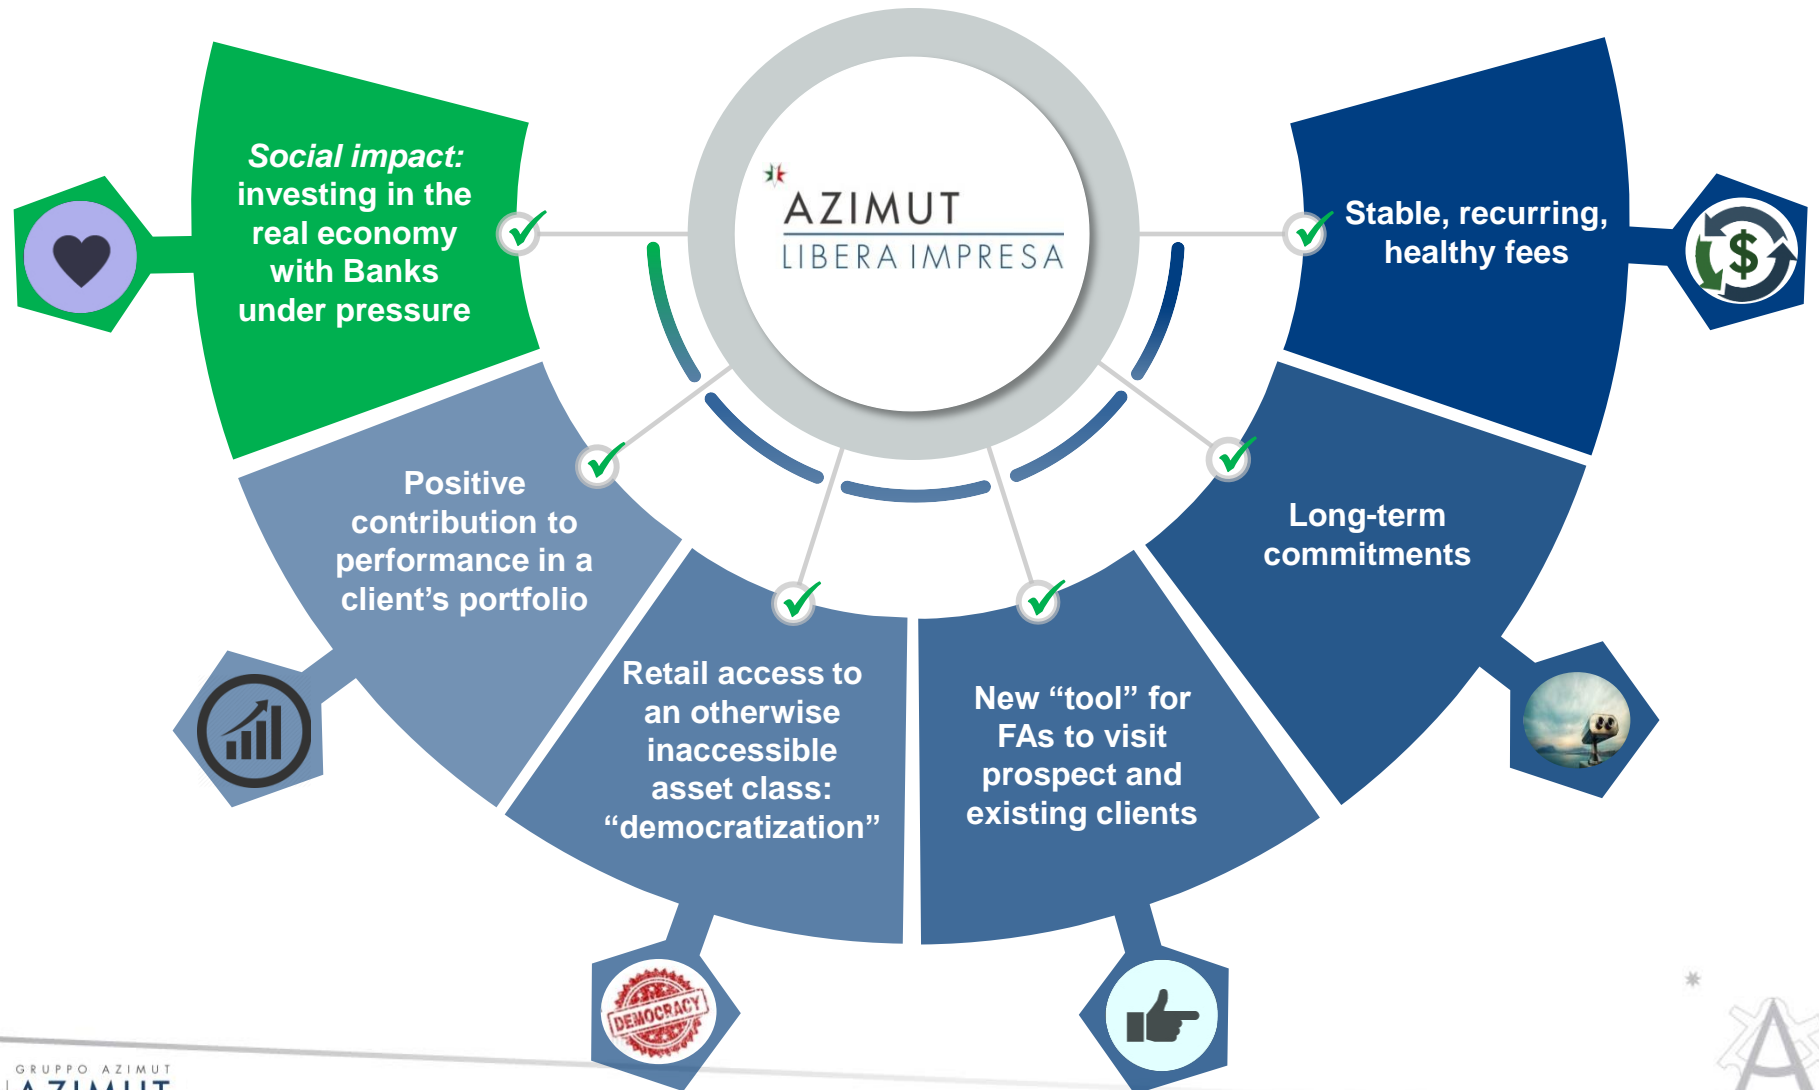 AZIMUT
LIBERA IMPRESA
Social impact:
investing in the
real economy
with Banks
under pressure
Positive
contribution to
performance in a
client’s portfolio
Retail access to
an otherwise
inaccessible
asset class:
“democratization”
New “tool” for
FAs to visit
prospect and
existing clients
Long-term
commitments
Stable, recurring,
healthy fees
$
DEMOCRACY
GRUPPO AZIMUT
AZIMUT